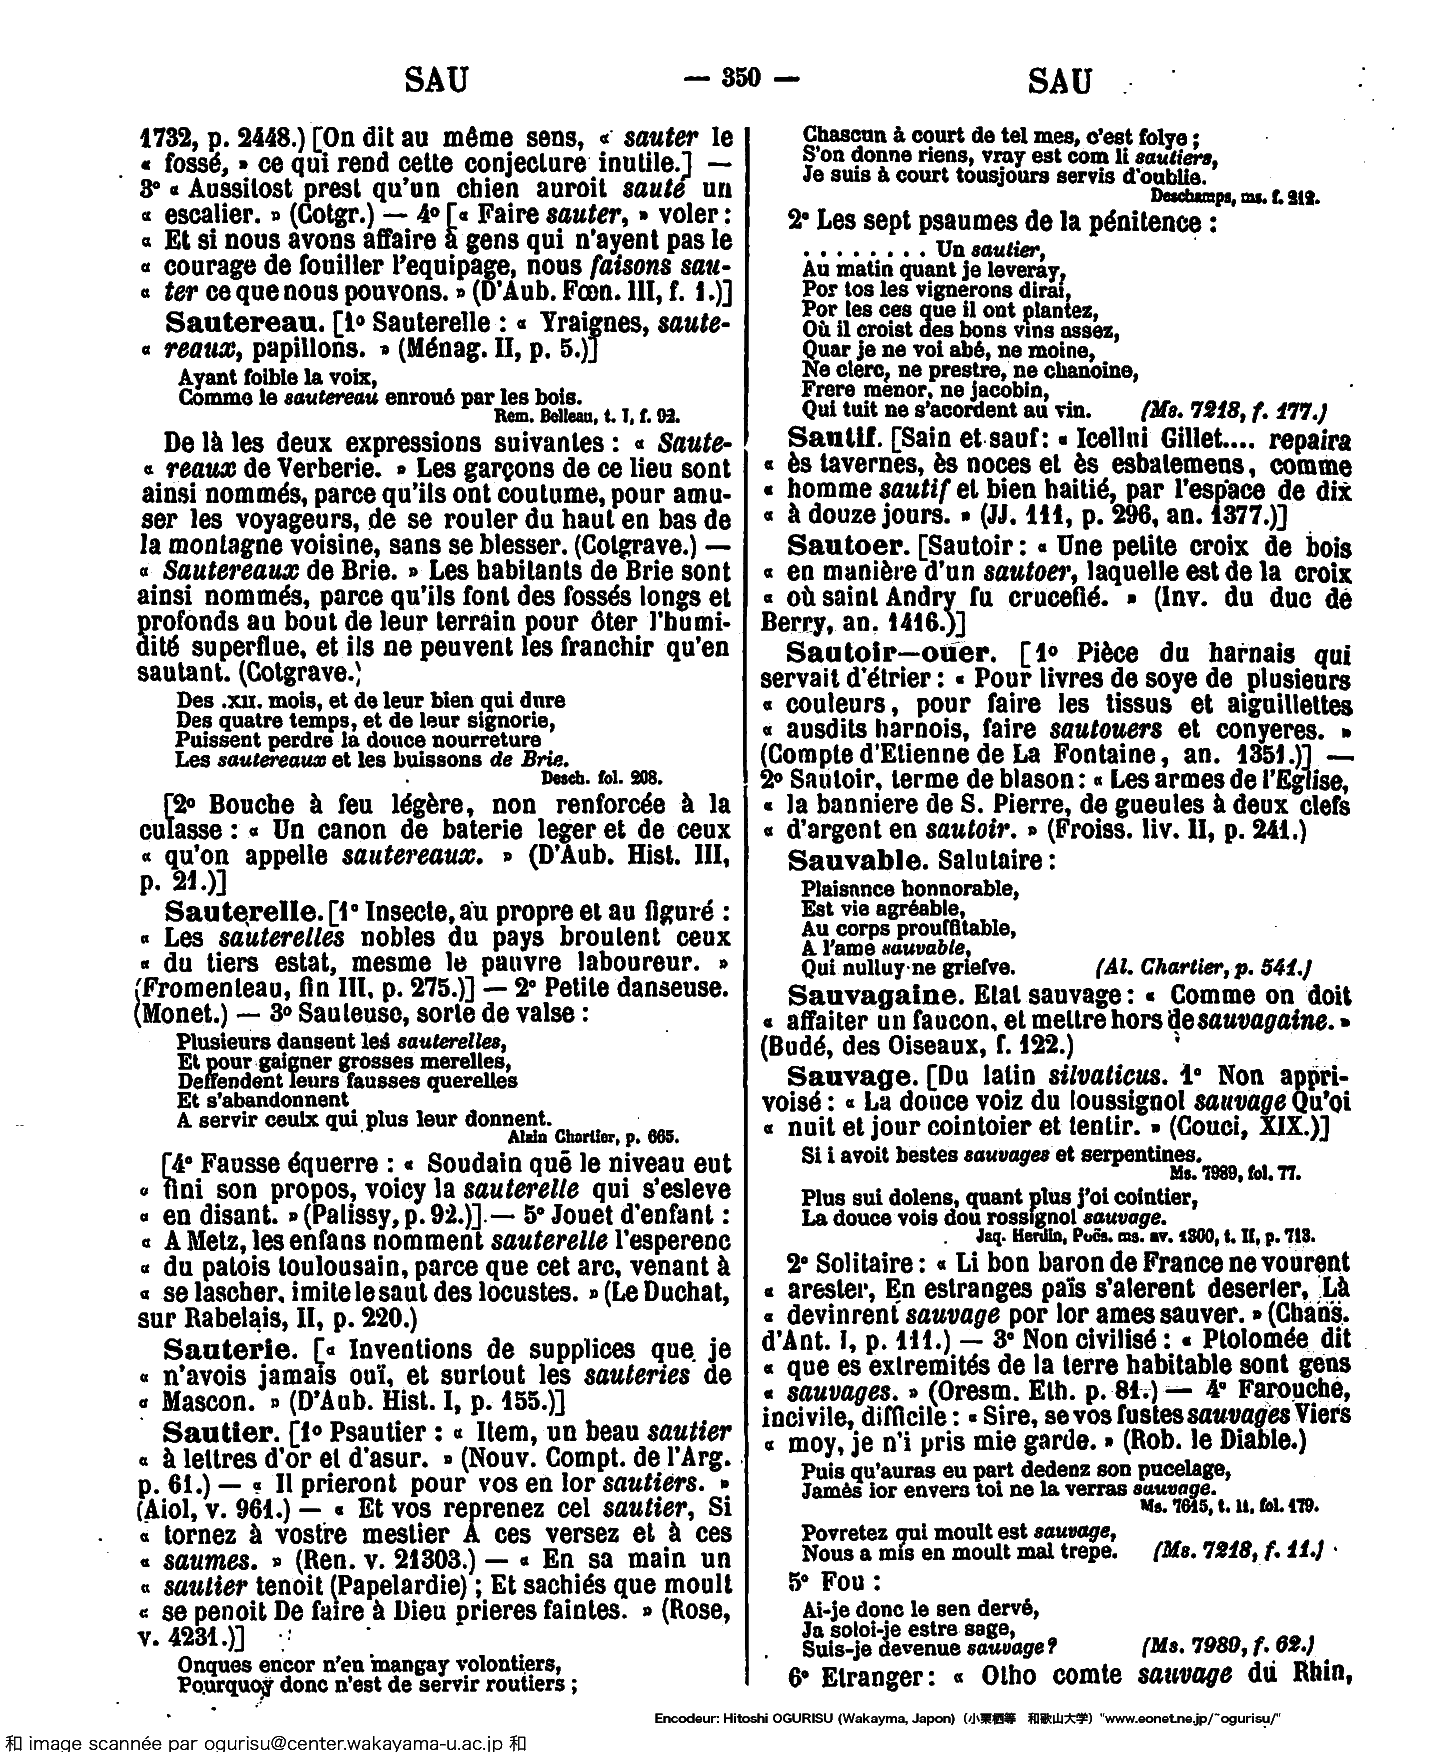 SAU — 350 — SAU
1732, p. 2448.) [On dit au même sens, « sauter le
« fossé, » ce qui rend cette conjecture inutile.] —
3º « Aussitost prest qu'un chien auroit sauté un
« escalier. » (Cotgr.) — 4º [« Faire sauter, » voler :
« Et si nous avons affaire à gens qui n'ayent pas le
« courage de fouiller l'equipage, nous faisons sau-
« ter ce que nous pouvons. » (D'Aub. Fœn. III, f. 1.)]
Sautereau. [1º Sauterelle : « Yraignes, saute-
« reaux, papillons. » (Ménag. II, p. 5.)]
Ayant foible la voix,
Comme le sautereau enroué par les bois.
Rem. Belleau, t. I, f. 92.
De là les deux expressions suivantes : « Saute-
« reaux de Verberie. » Les garçons de ce lieu sont
ainsi nommés, parce qu'ils ont coutume, pour amu-
ser les voyageurs, de se rouler du haut en bas de
la montagne voisine, sans se blesser. (Cotgrave.) —
« Sautereaux de Brie. » Les habitants de Brie sont
ainsi nommés, parce qu'ils font des fossés longs et
profonds au bout de leur terrain pour ôter l'humi-
dité superflue, et ils ne peuvent les franchir qu'en
sautant. (Cotgrave.)
Des .XII. mois, et de leur bien qui dure
Des quatre temps, et de leur signorie,
Puissent perdre la douce nourreture
Les sautereaux et les buissons de Brie.
Desch. fol. 208.
[2º Bouche à feu légère, non renforcée à la
culasse : « Un canon de baterie leger et de ceux
« qu'on appelle sautereaux. » (D'Aub. Hist. III,
p. 21.)]
Sauterelle. [1º Insecte, au propre et au figuré :
« Les sauterelles nobles du pays broutent ceux
« du tiers estat, mesme le pauvre laboureur. »
(Fromenteau, fin III, p. 275.)] — 2º Petite danseuse.
(Monet.) — 3º Sauteuse, sorte de valse :
Plusieurs dansent les sauterelles,
Et pour gaigner grosses merelles,
Deffendent leurs fausses querelles
Et s'abandonnent
A servir ceulx qui plus leur donnent.
Alain Chartier, p. 665.
[4º Fausse équerre : « Soudain quē le niveau eut
« fini son propos, voicy la sauterelle qui s'esleve
« en disant. » (Palissy, p. 92.)] — 5º Jouet d'enfant :
« A Metz, les enfans nomment sauterelle l'esperenc
« du patois toulousain, parce que cet arc, venant à
« se lascher, imite le saut des locustes. » (Le Duchat,
sur Rabelais, II, p. 220.)
Sauterie. [« Inventions de supplices que je
« n'avois jamais ouï, et surtout les sauteries de
« Mascon. » (D'Aub. Hist. I, p. 155.)]
Sautier. [1º Psautier : « Item, un beau sautier
« à lettres d'or et d'asur. » (Nouv. Compt. de l'Arg.
p. 61.) — « Il prieront pour vos en lor sautiers. »
(Aiol, v. 961.) — « Et vos reprenez cel sautier, Si
« tornez à vostre mestier A ces versez et à ces
« saumes. » (Ren. v. 21303.) — « En sa main un
« sautier tenoit (Papelardie) ; Et sachiés que moult
« se penoit De faire à Dieu prieres faintes. » (Rose,
v. 4231.)]
Onques encor n'en mangay volontiers,
Pourquoy donc n'est de servir routiers ;
Chascun à court de tel mes, c'est folye ;
S'on donne riens, vray est com li sautiers,
Je suis à court tousjours servis d'oublie.
Deschamps, ms. f. 212.
2º Les sept psaumes de la pénitence :
. . . . . . . . Un sautier,
Au matin quant je leveray,
Por tos les vignerons dirai,
Por les ces que il ont plantez,
Où il croist des bons vins assez,
Quar je ne voi abé, ne moine,
Ne clerc, ne prestre, ne chanoine,
Frere menor, ne jacobin,
Qui tuit ne s'acordent au vin. (Ms. 7218, f. 177.)
Sautif. [Sain et sauf : « Icellui Gillet.... repaira
« ès tavernes, ès noces et ès esbatemens, comme
« homme sautif et bien haitié, par l'espace de dix
« à douze jours. » (JJ. 111, p. 296, an. 1377.)]
Sautoer. [Sautoir : « Une petite croix de bois
« en manière d'un sautoer, laquelle est de la croix
« où saint Andry fu crucefié. » (Inv. du duc de
Berry, an. 1416.)]
Sautoir—ouer. [1º Pièce du harnais qui
servait d'étrier : « Pour livres de soye de plusieurs
« couleurs, pour faire les tissus et aiguillettes
« ausdits harnois, faire sautouers et conyeres. »
(Compte d'Etienne de La Fontaine, an. 1351.)] —
2º Sautoir, terme de blason : « Les armes de l'Eglise,
« la banniere de S. Pierre, de gueules à deux clefs
« d'argent en sautoir. » (Froiss. liv. II, p. 241.)
Sauvable. Salutaire :
Plaisance honnorable,
Est vie agréable,
Au corps prouffitable,
A l'ame sauvable,
Qui nulluy ne griefve. (Al. Chartier, p. 541.)
Sauvagaine. Etat sauvage : « Comme on doit
« affaiter un faucon, et mettre hors de sauvagaine. »
(Budé, des Oiseaux, f. 122.)
Sauvage. [Du latin silvaticus. 1º Non appri-
voisé : « La douce voiz du loussignol sauvage Qu'oi
« nuit et jour cointoier et tentir. » (Couci, XIX.)]
Si i avoit bestes sauvages et serpentines.
Ms. 7989, fol. 77.
Plus sui dolens, quant plus j'oi cointier,
La douce vois dou rossignol sauvage.
Jaq. Herdin, Poës. ms. av. 1300, t. II, p. 713.
2º Solitaire : « Li bon baron de France ne vourent
« arester, En estranges païs s'alerent deserter, Là
« devinrent sauvage por lor ames sauver. » (Chans.
d'Ant. I, p. 111.) — 3º Non civilisé : « Ptolomée dit
« que es extremités de la terre habitable sont gens
« sauvages. » (Oresm. Eth. p. 81.) — 4º Farouche,
incivile, difficile : « Sire, se vos fustes sauvages Viers
« moy, je n'i pris mie garde. » (Rob. le Diable.)
Puis qu'auras eu part dedenz son pucelage,
Jamés jor envers toi ne la verras sauvage.
Ms. 7615, t. II, fol. 179.
Povretez qui moult est sauvage,
Nous a mis en moult mal trepe. (Ms. 7218, f. 11.)
5º Fou :
Ai-je donc le sen dervé,
Ja soloi-je estre sage,
Suis-je devenue sauvage ? (Ms. 7989, f. 62.)
6º Etranger : « Otho comte sauvage du Rhin,
Encodeur: Hitoshi OGURISU (Wakayma, Japon) (小栗栖等 和歌山大学) "www.eonet.ne.jp/~ogurisu/"
和 image scannée par ogurisu@center.wakayama-u.ac.jp 和